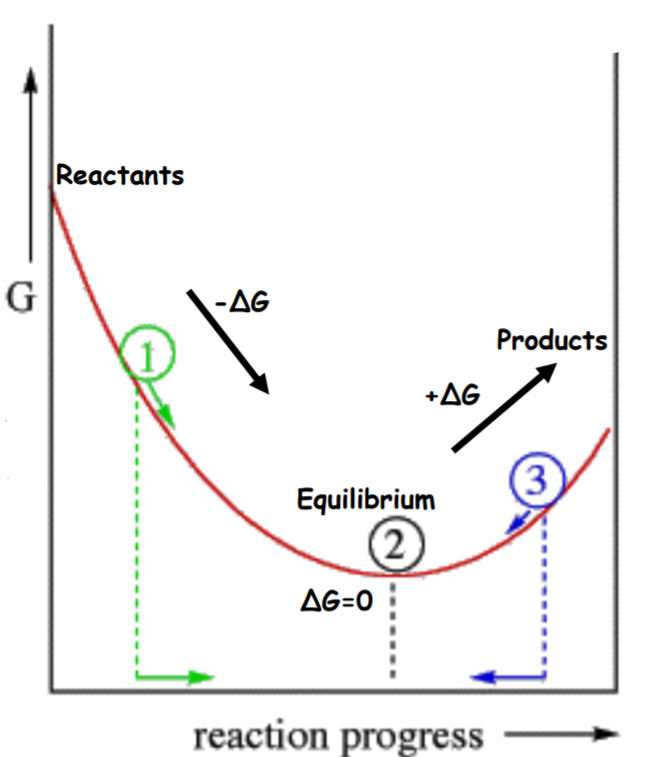 Reactants
-ΔG
G
1
Products
+ΔG
3
Equilibrium
2
ΔG=0
reaction progress